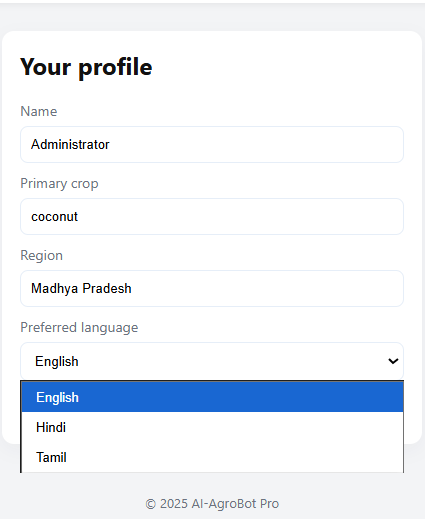 Your profile
Name
Administrator
Primary crop
coconut
Region
Madhya Pradesh
Preferred language
English
English
Hindi
Tamil
© 2025 AI-AgroBot Pro